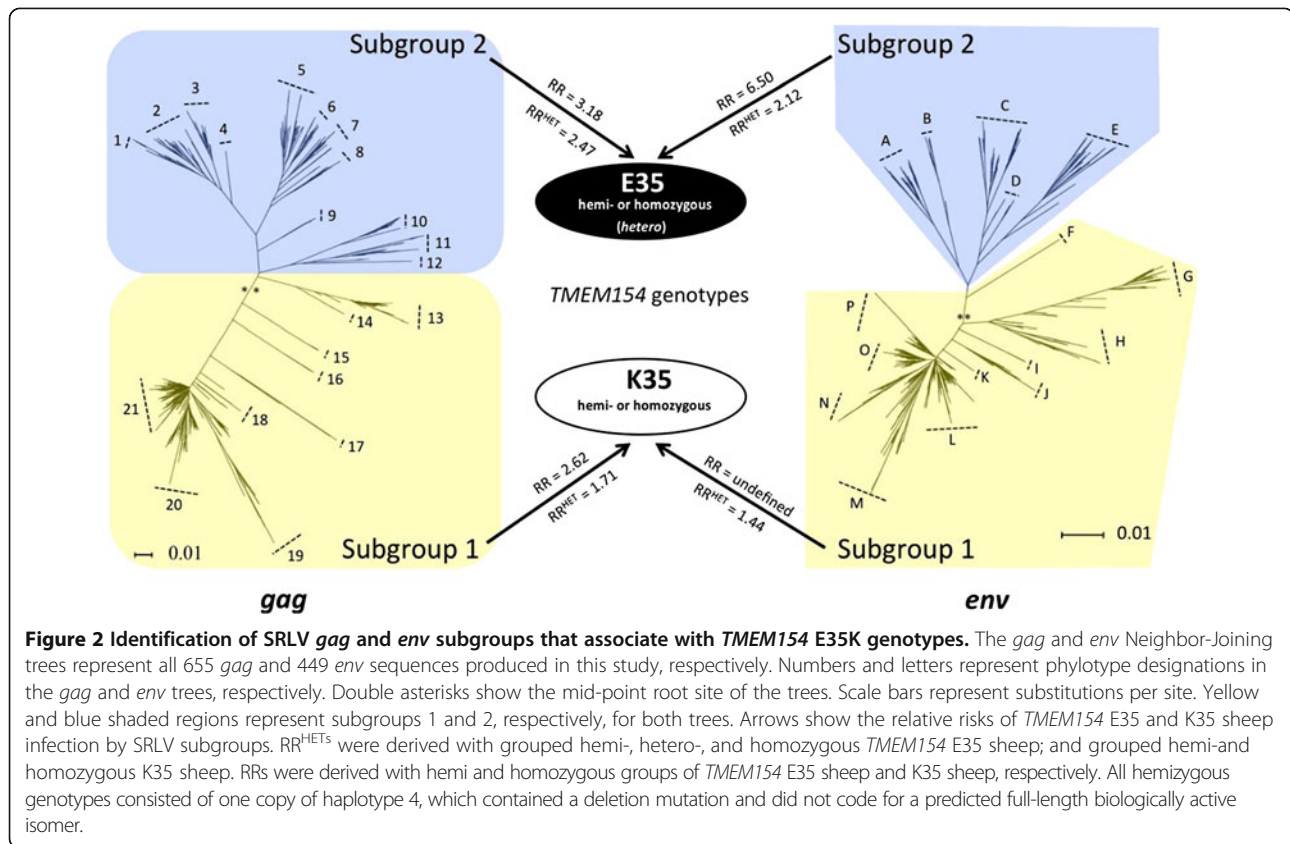 Subgroup 2
1
2
3
4
5
6
7
8
9
10
11
12
13
14
15
16
17
18
19
20
21
**
0.01
Subgroup 1
gag
RR = 3.18
RR^HET = 2.47
RR = 6.50
RR^HET = 2.12
E35
hemi- or homozygous
(hetero)
TMEM154 genotypes
K35
hemi- or homozygous
RR = 2.62
RR^HET = 1.71
RR = undefined
RR^HET = 1.44
Subgroup 2
A
B
C
D
E
F
G
H
I
J
K
L
M
N
O
P
**
0.01
Subgroup 1
env
Figure 2 Identification of SRLV gag and env subgroups that associate with TMEM154 E35K genotypes. The gag and env Neighbor-Joining
trees represent all 655 gag and 449 env sequences produced in this study, respectively. Numbers and letters represent phylotype designations in
the gag and env trees, respectively. Double asterisks show the mid-point root site of the trees. Scale bars represent substitutions per site. Yellow
and blue shaded regions represent subgroups 1 and 2, respectively, for both trees. Arrows show the relative risks of TMEM154 E35 and K35 sheep
infection by SRLV subgroups. RR^HETs were derived with grouped hemi-, hetero-, and homozygous TMEM154 E35 sheep; and grouped hemi-and
homozygous K35 sheep. RRs were derived with hemi and homozygous groups of TMEM154 E35 sheep and K35 sheep, respectively. All hemizygous
genotypes consisted of one copy of haplotype 4, which contained a deletion mutation and did not code for a predicted full-length biologically active
isomer.